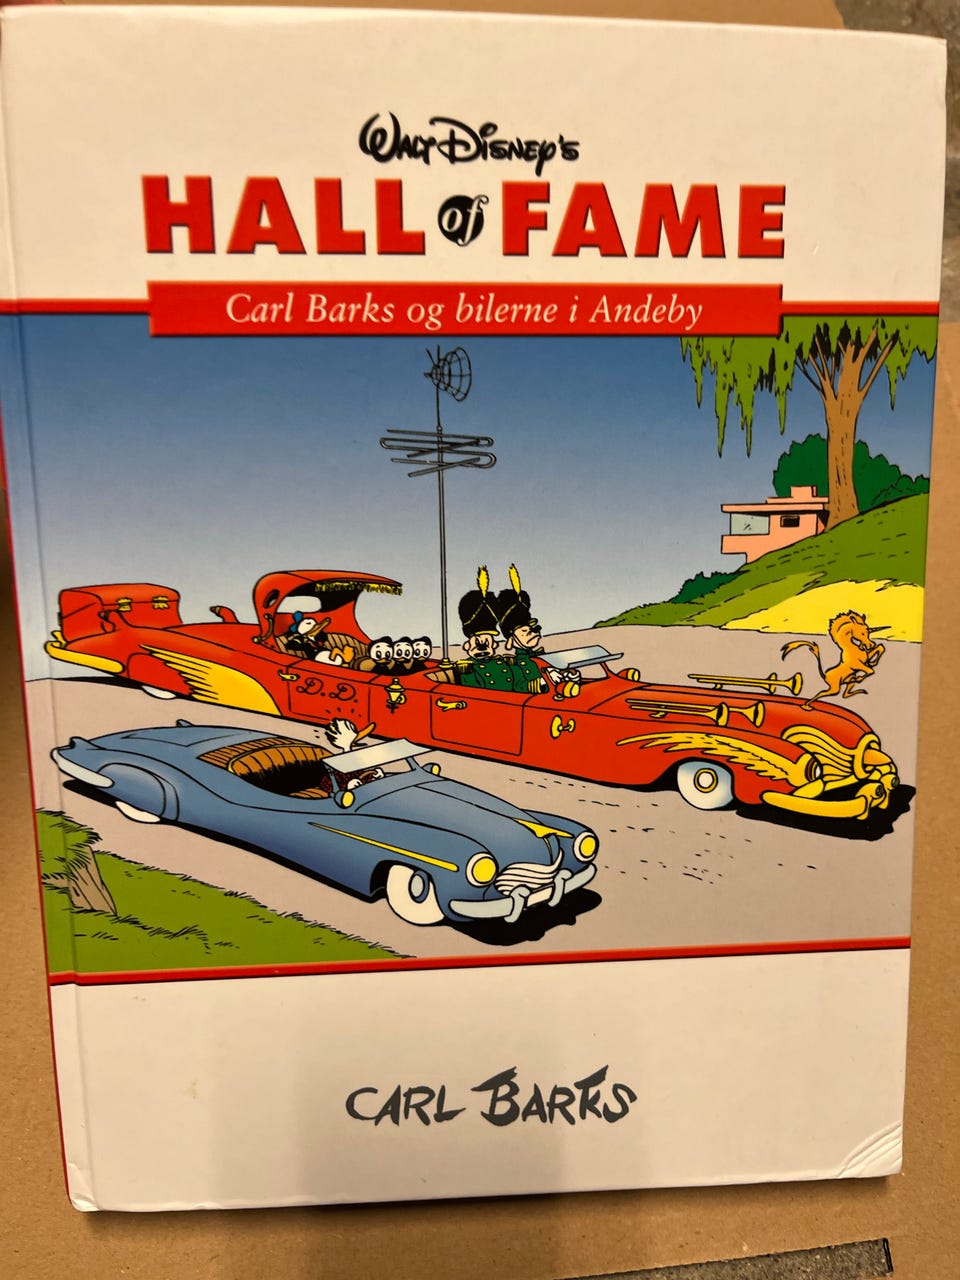 Walt Disney's
HALL of FAME
Carl Barks og bilerne i Andeby
D.D.
CARL BARKS